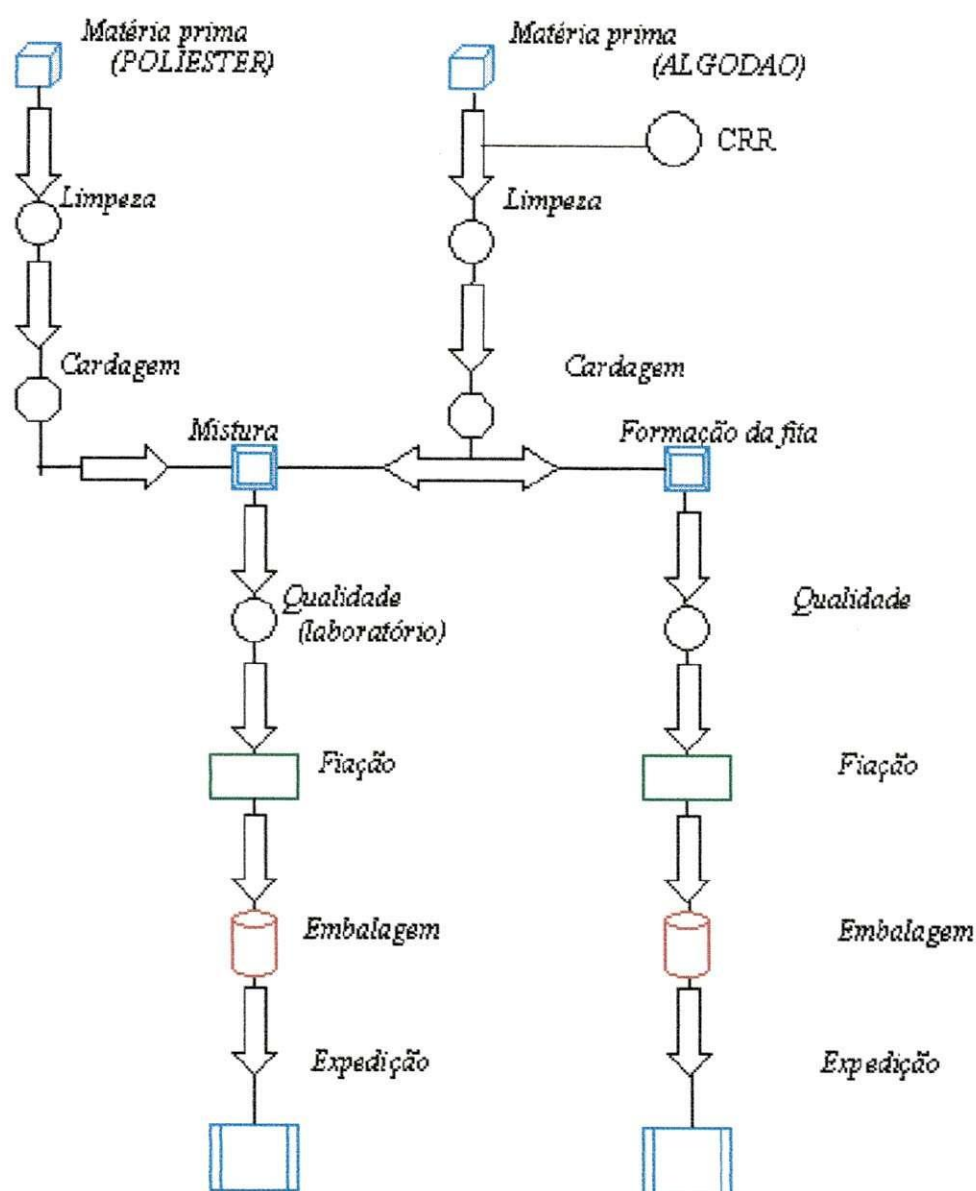 Matéria prima
(POLIESTER)
Matéria prima
(ALGODAO)
CRR
Limpeza
Limpeza
Cardagem
Cardagem
Mistura
Formação da fita
Qualidade
(laboratório)
Qualidade
Fiação
Fiação
Embalagem
Embalagem
Expedição
Expedição